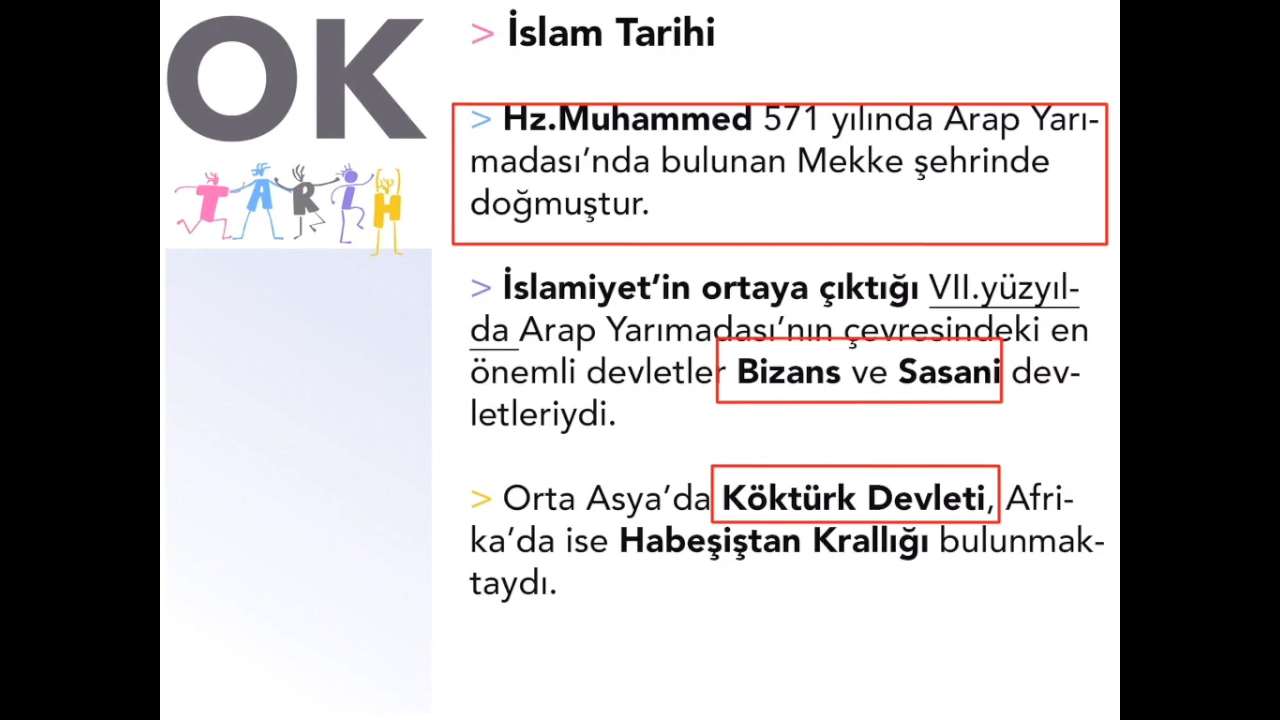 OK
TARİH
> İslam Tarihi
> Hz.Muhammed 571 yılında Arap Yarı-
madası’nda bulunan Mekke şehrinde
doğmuştur.
> İslamiyet’in ortaya çıktığı VII.yüzyıl-
da Arap Yarımadası’nın çevresindeki en
önemli devletler Bizans ve Sasani dev-
letleriydi.
> Orta Asya’da Köktürk Devleti, Afri-
ka’da ise Habeşiştan Krallığı bulunmak-
taydı.